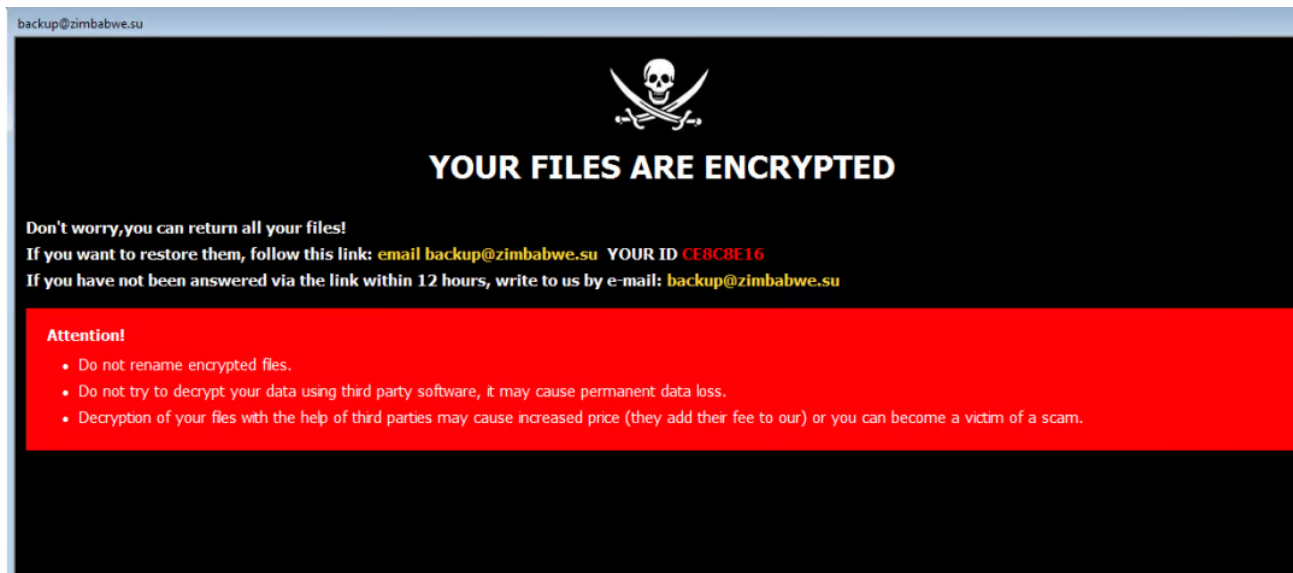 backup@zimbabwe.su
YOUR FILES ARE ENCRYPTED
Don't worry,you can return all your files!
If you want to restore them, follow this link: email backup@zimbabwe.su YOUR ID CE8C8E16
If you have not been answered via the link within 12 hours, write to us by e-mail: backup@zimbabwe.su
Attention!
• Do not rename encrypted files.
• Do not try to decrypt your data using third party software, it may cause permanent data loss.
• Decryption of your files with the help of third parties may cause increased price (they add their fee to our) or you can become a victim of a scam.